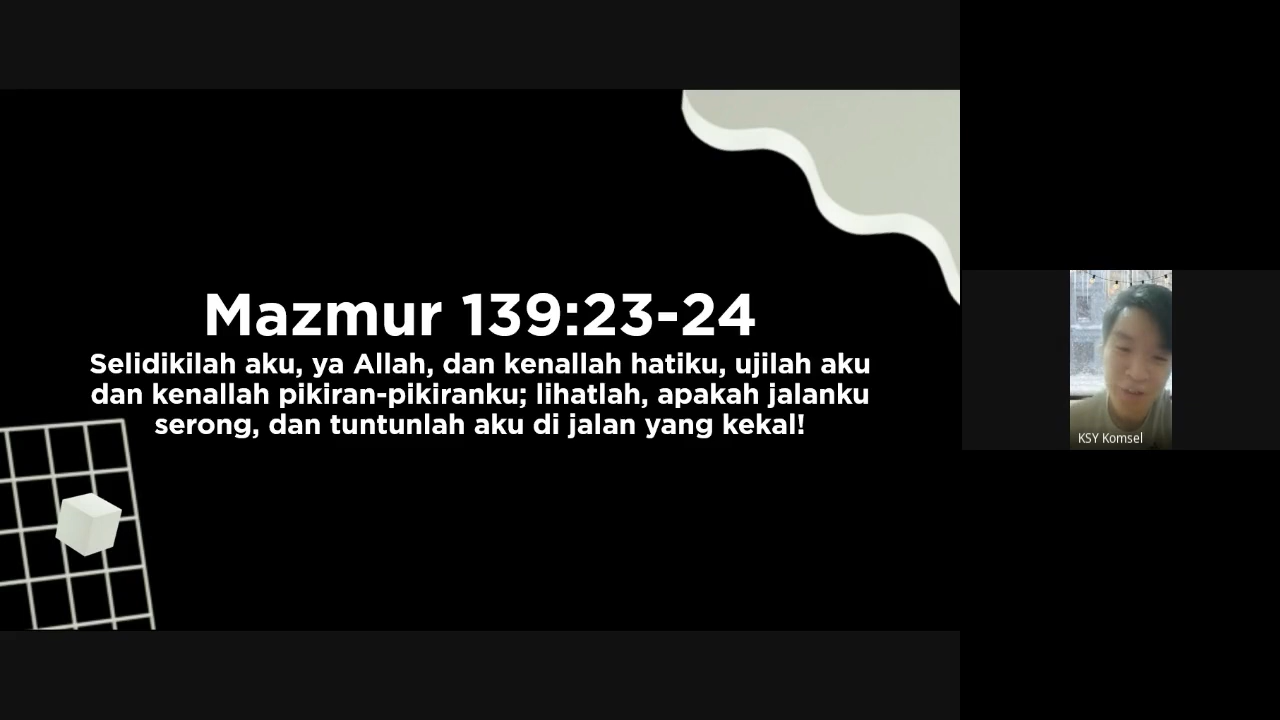 Mazmur 139:23-24
Selidikilah aku, ya Allah, dan kenallah hatiku, ujilah aku
dan kenallah pikiran-pikiranku; lihatlah, apakah jalanku
serong, dan tuntunlah aku di jalan yang kekal!
KSY Komsel